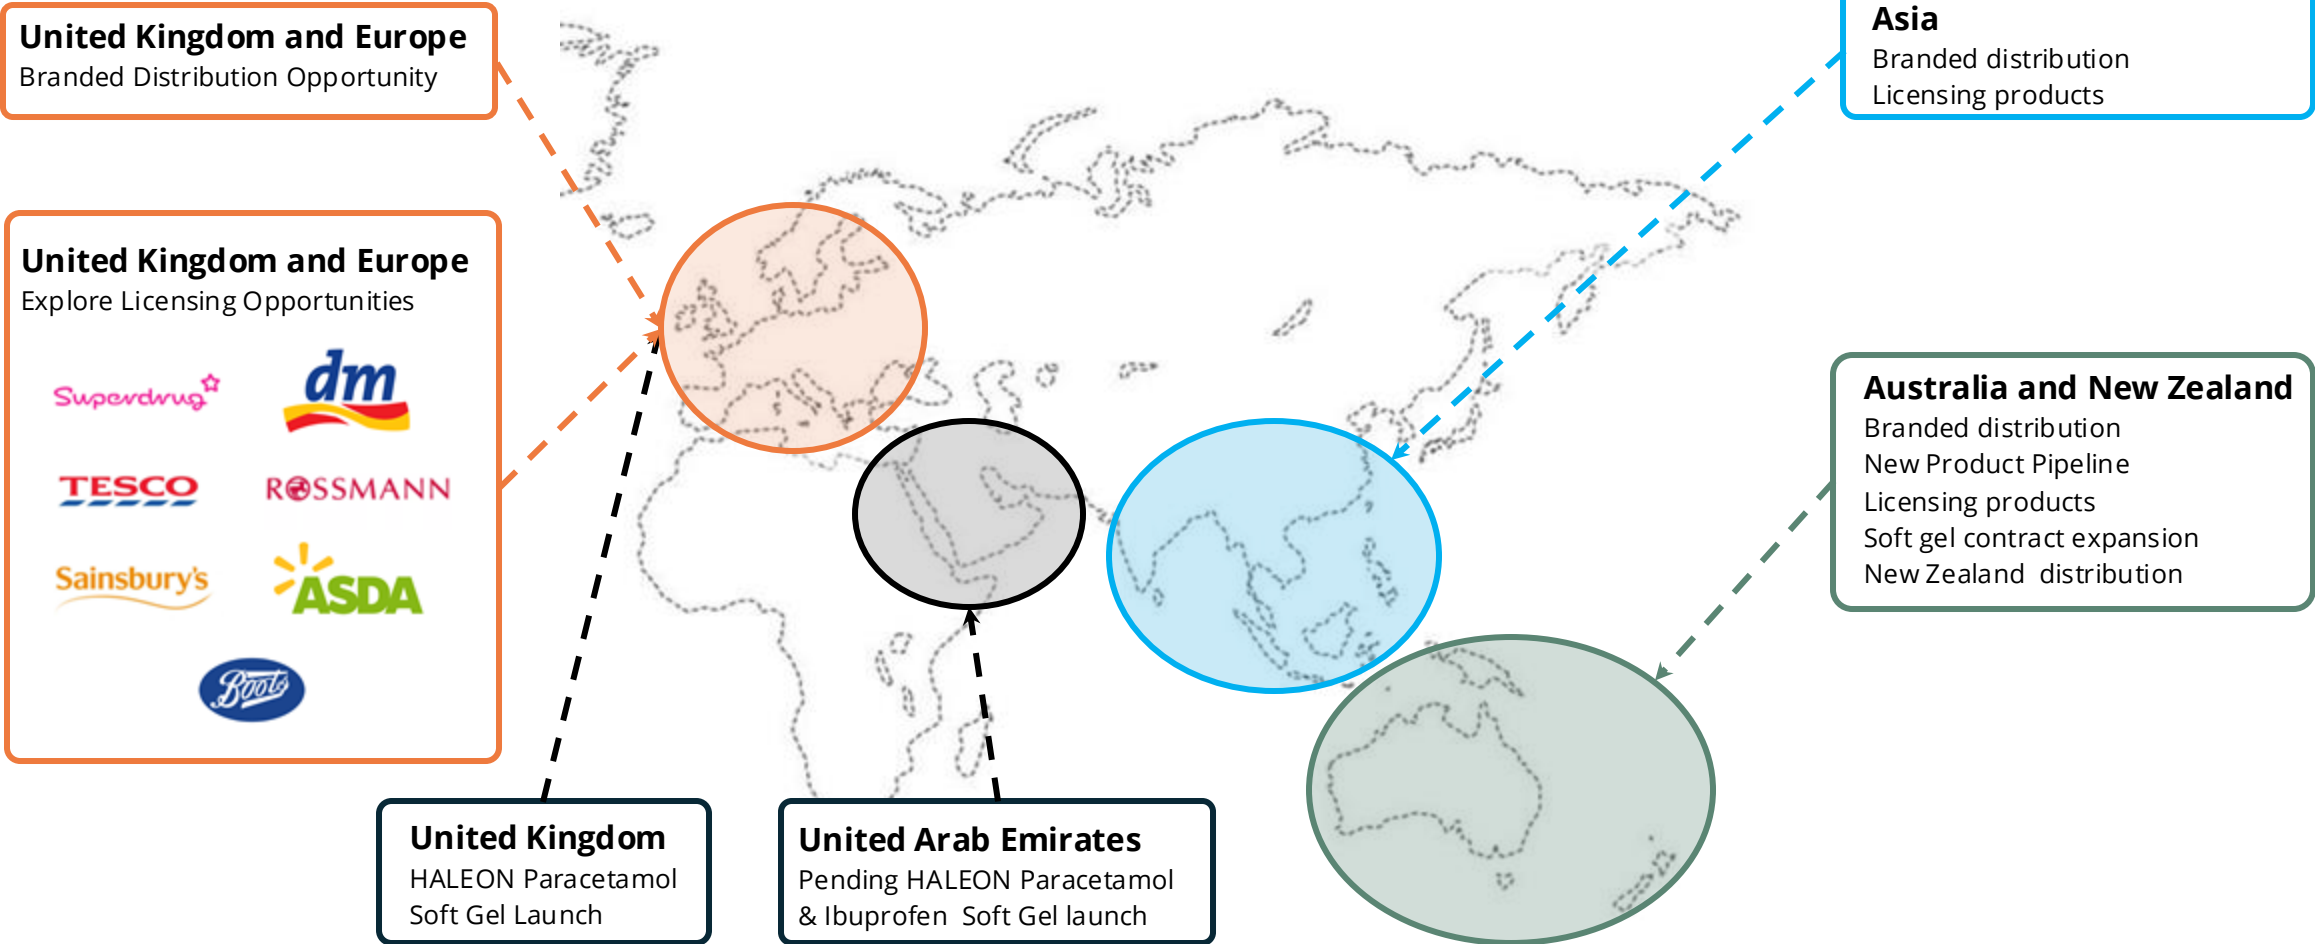 United Kingdom and Europe
Branded Distribution Opportunity
United Kingdom and Europe
Explore Licensing Opportunities
Superdrug
dm
TESCO
ROSSMANN
Sainsbury's
ASDA
Boots
United Kingdom
HALEON Paracetamol
Soft Gel Launch
United Arab Emirates
Pending HALEON Paracetamol
& Ibuprofen Soft Gel launch
Asia
Branded distribution
Licensing products
Australia and New Zealand
Branded distribution
New Product Pipeline
Licensing products
Soft gel contract expansion
New Zealand distribution